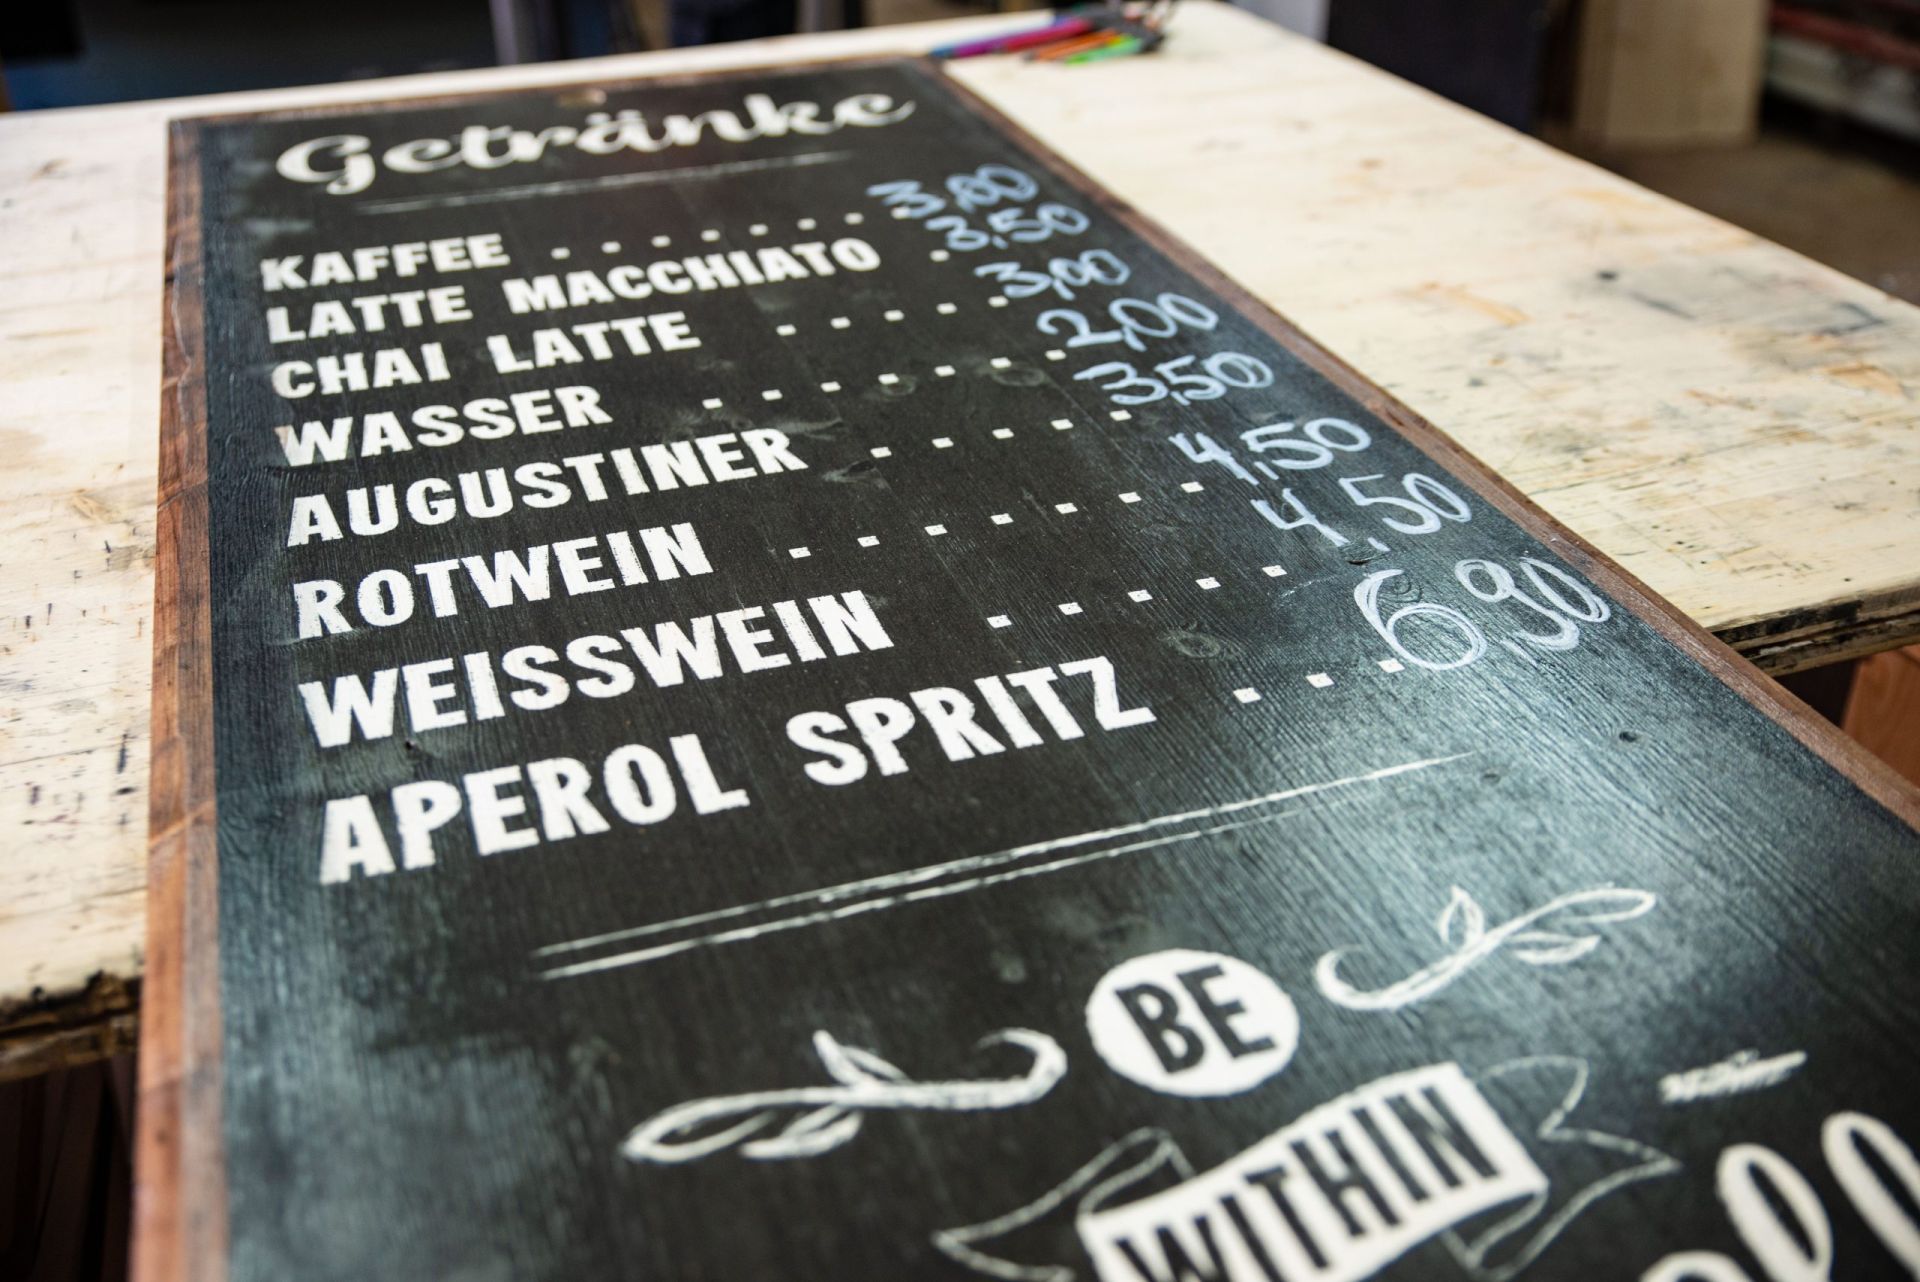 Getränke
KAFFEE . . . . . . . 3,00
LATTE MACCHIATO . 3,50
CHAI LATTE . . . . . 3,00
WASSER . . . . . . . 2,00
AUGUSTINER . . . . . 3,50
ROTWEIN . . . . . . . 4,50
WEISSWEIN . . . . . 4,50
APEROL SPRITZ . . . 6,90
BE
WITHIN